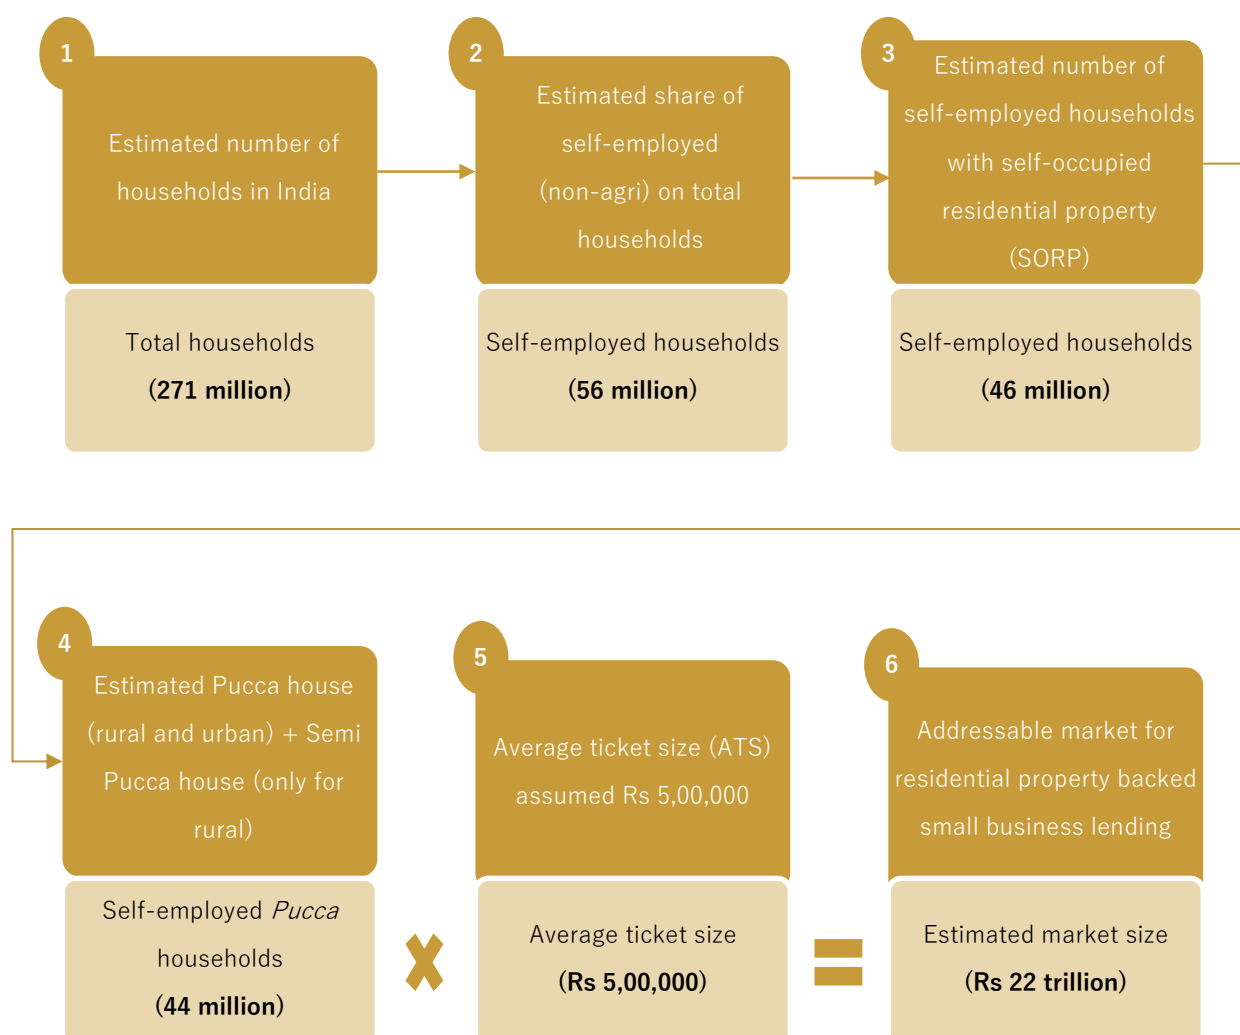 1
Estimated number of
households in India
Total households
(271 million)
2
Estimated share of
self-employed
(non-agri) on total
households
Self-employed households
(56 million)
3
Estimated number of
self-employed households
with self-occupied
residential property
(SORP)
Self-employed households
(46 million)
4
Estimated Pucca house
(rural and urban) + Semi
Pucca house (only for
rural)
Self-employed Pucca
households
(44 million)
5
Average ticket size (ATS)
assumed Rs 5,00,000
Average ticket size
(Rs 5,00,000)
6
Addressable market for
residential property backed
small business lending
Estimated market size
(Rs 22 trillion)